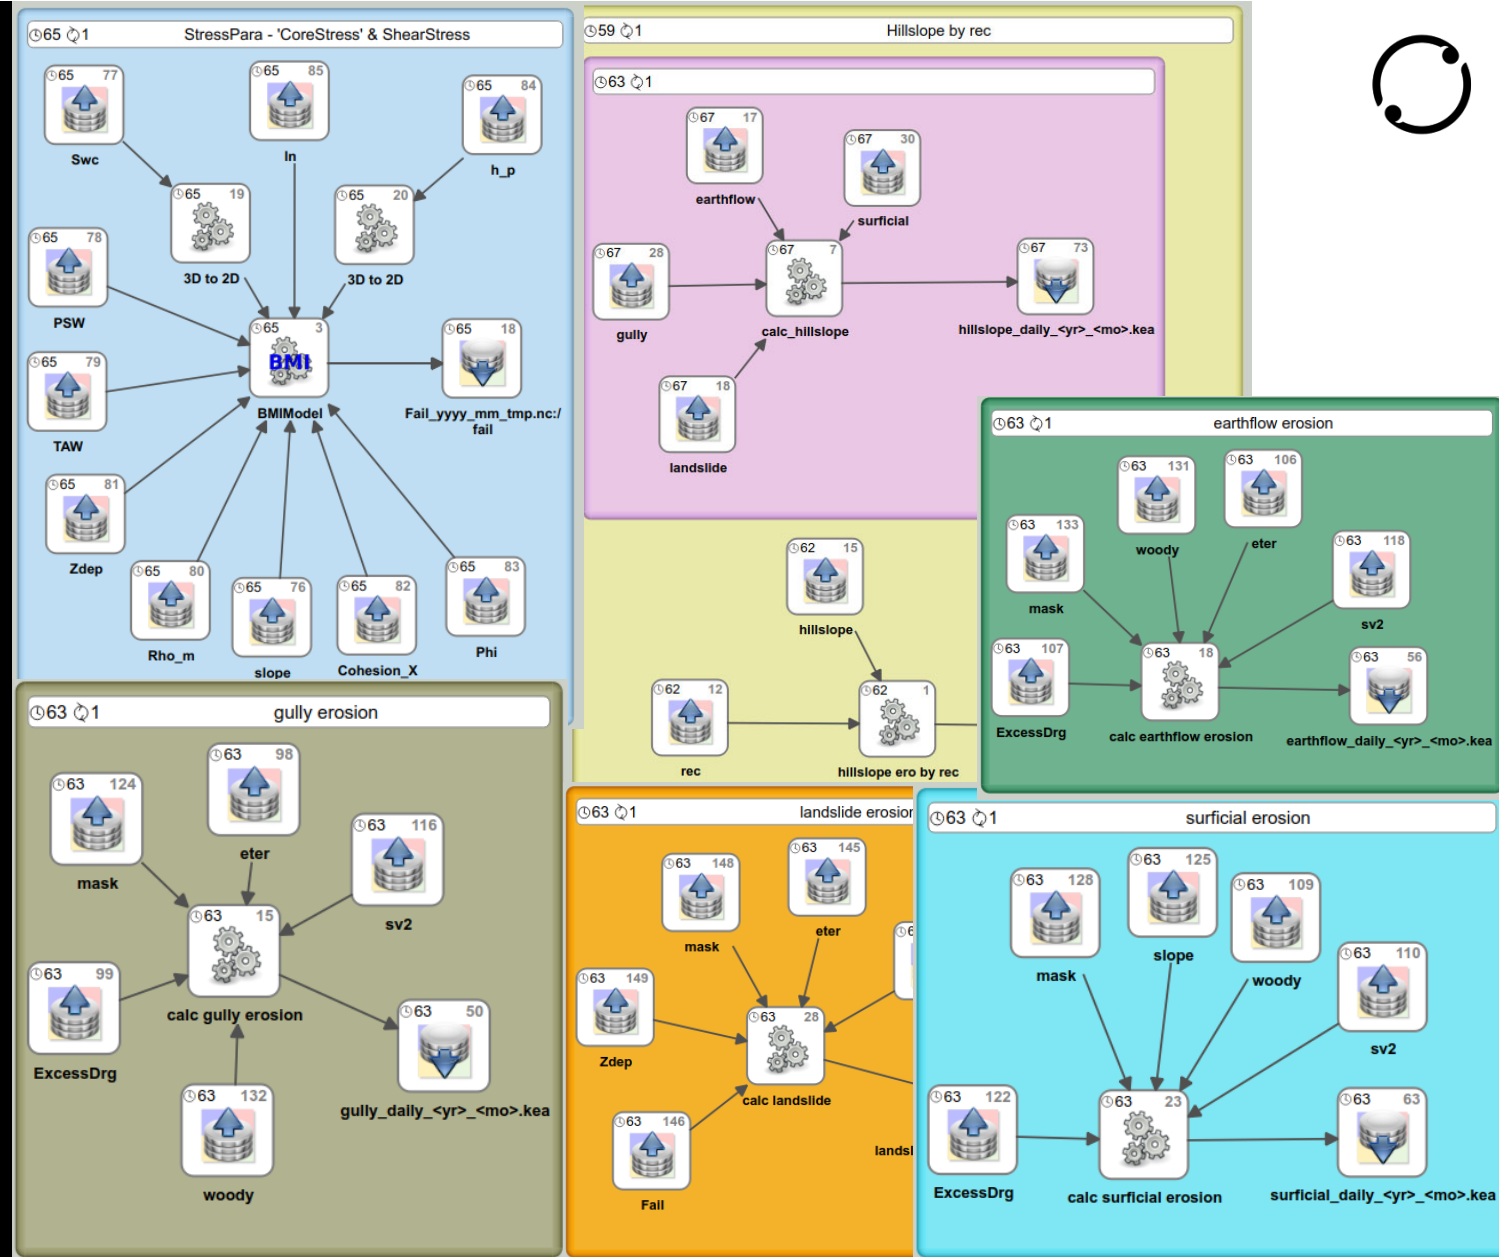 65 1 StressPara - 'CoreStress' & ShearStress
65 77
Swc
65 85
In
65 84
h_p
65 19
3D to 2D
65 20
3D to 2D
65 78
PSW
65 3
BMI
BMIModel
65 18
Fail_yyyy_mm_tmp.nc:/
fail
65 79
TAW
65 81
Zdep
65 80
Rho_m
65 76
slope
65 82
Cohesion_X
65 83
Phi
59 1 Hillslope by rec
63 1
67 17
earthflow
67 30
surficial
67 28
gully
67 7
calc_hillslope
67 73
hillslope_daily_<yr>_<mo>.kea
67 18
landslide
62 15
hillslope
62 12
rec
62 1
hillslope ero by rec
63 1 earthflow erosion
63 131
woody
63 106
eter
63 133
mask
63 118
sv2
63 107
ExcessDrg
63 18
calc earthflow erosion
63 56
earthflow_daily_<yr>_<mo>.kea
63 1 gully erosion
63 98
eter
63 124
mask
63 116
sv2
63 15
calc gully erosion
63 99
ExcessDrg
63 50
gully_daily_<yr>_<mo>.kea
63 132
woody
63 1 landslide erosion
63 148
mask
63 145
eter
6
63 149
Zdep
63 28
calc landslide
63 146
Fail
landsl
63 1 surficial erosion
63 128
mask
63 125
slope
63 109
woody
63 110
sv2
63 122
ExcessDrg
63 23
calc surficial erosion
63 63
surficial_daily_<yr>_<mo>.kea